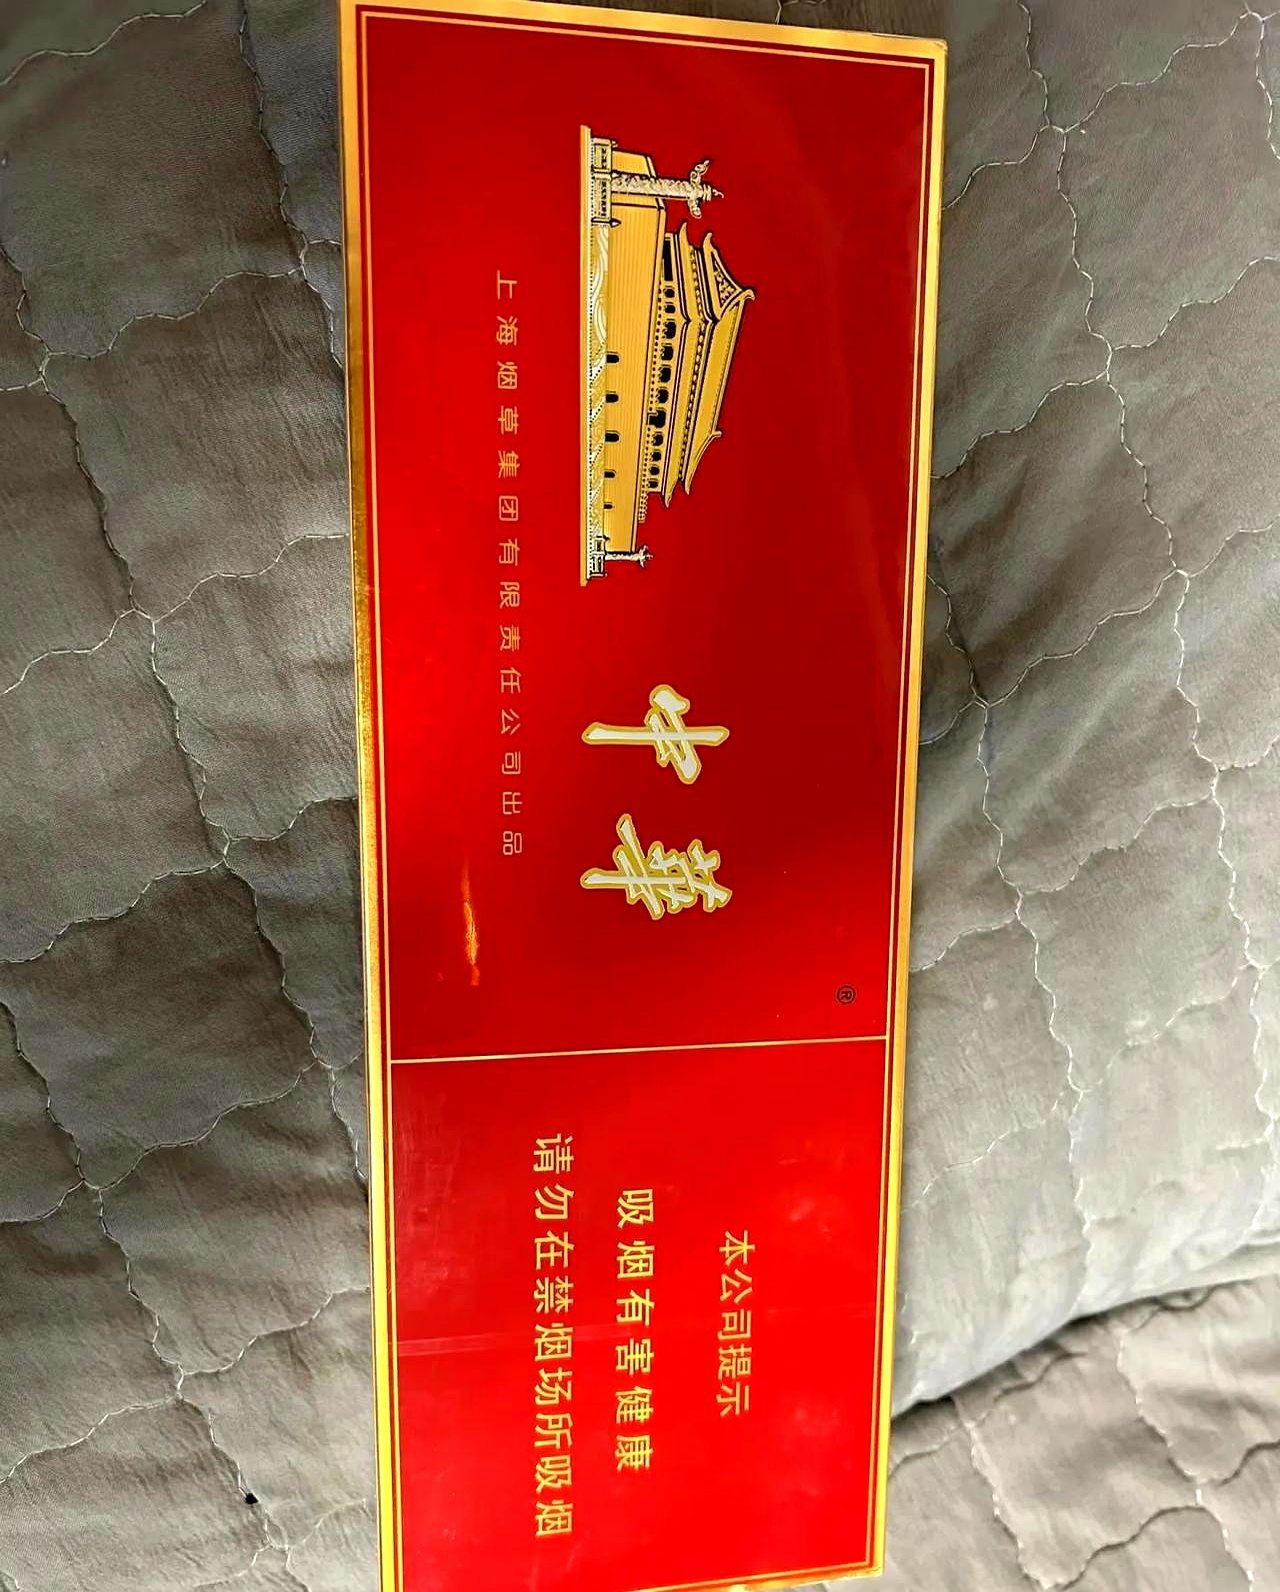 中華
®
上海烟草集团有限责任公司出品
本公司提示
吸烟有害健康
请勿在禁烟场所吸烟